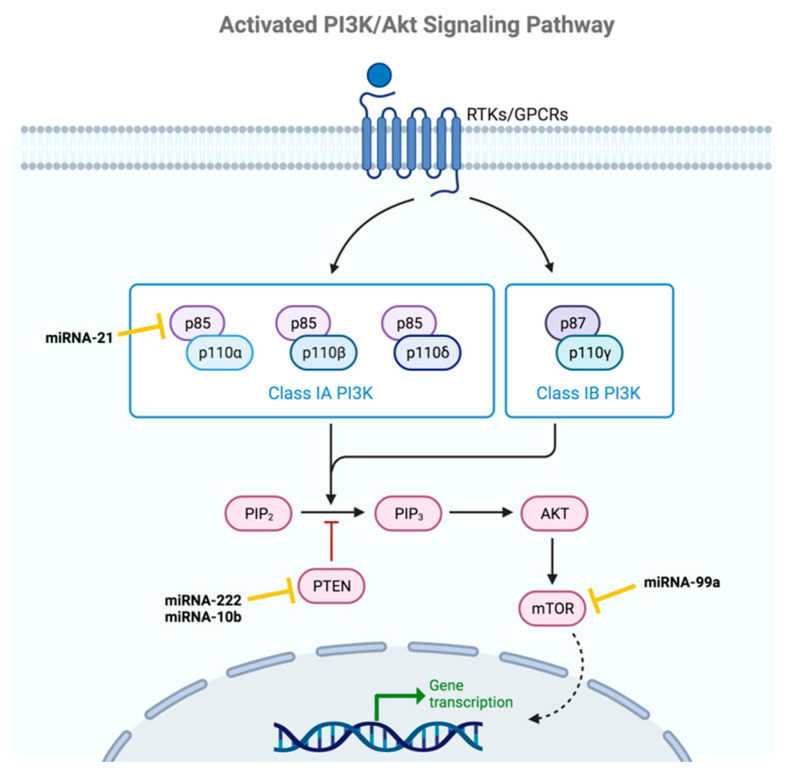 Activated PI3K/Akt Signaling Pathway
RTKs/GPCRs
p85
p110α
p85
p110β
p85
p110δ
p87
p110γ
miRNA-21
Class IA PI3K
Class IB PI3K
PIP₂
PIP₃
AKT
PTEN
miRNA-222
miRNA-10b
miRNA-99a
mTOR
Gene
transcription